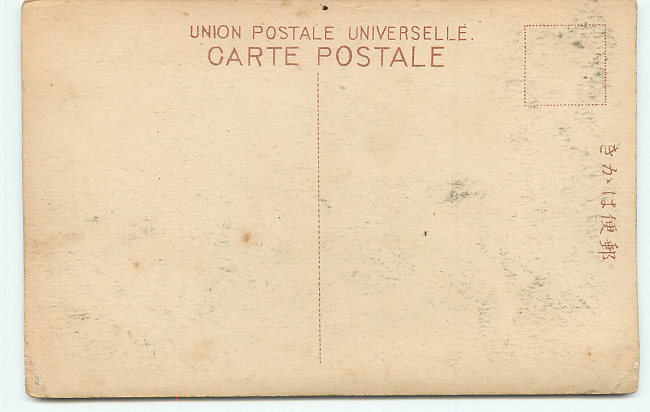 UNION POSTALE UNIVERSELLE.
CARTE POSTALE
郵便はがき